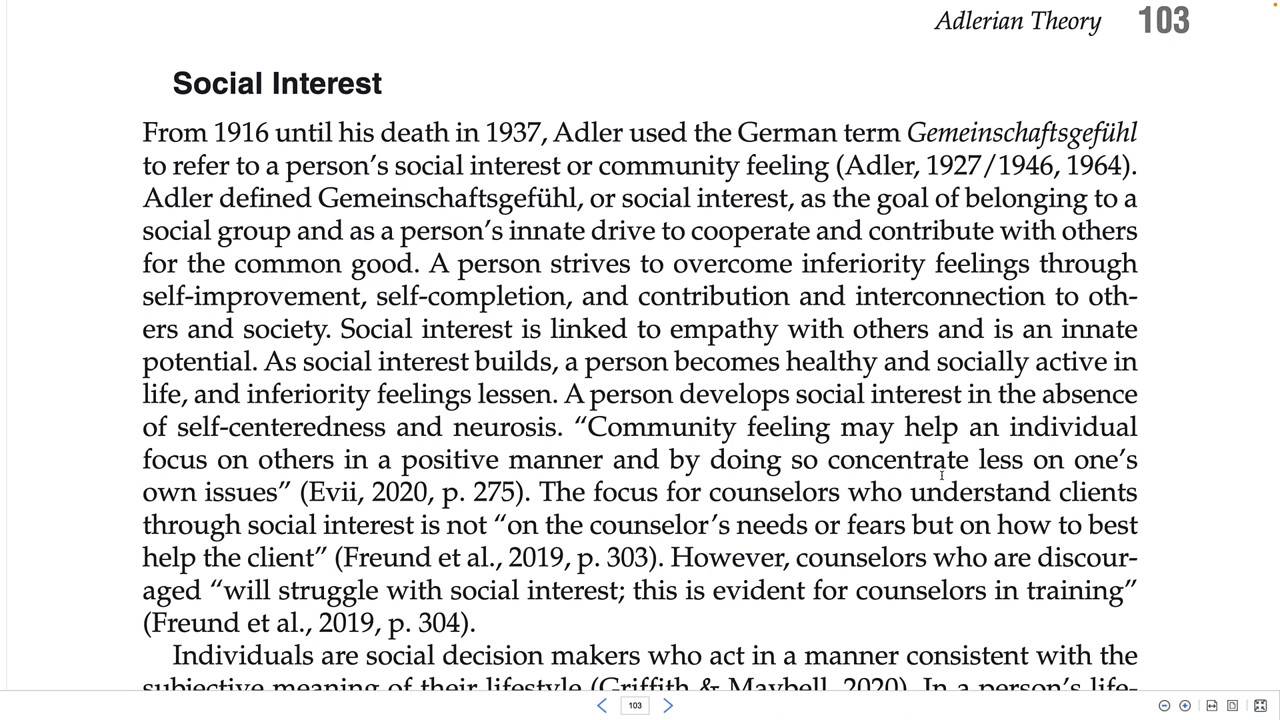 Adlerian Theory 103
Social Interest
From 1916 until his death in 1937, Adler used the German term Gemeinschaftsgefühl
to refer to a person’s social interest or community feeling (Adler, 1927/1946, 1964).
Adler defined Gemeinschaftsgefühl, or social interest, as the goal of belonging to a
social group and as a person’s innate drive to cooperate and contribute with others
for the common good. A person strives to overcome inferiority feelings through
self-improvement, self-completion, and contribution and interconnection to oth-
ers and society. Social interest is linked to empathy with others and is an innate
potential. As social interest builds, a person becomes healthy and socially active in
life, and inferiority feelings lessen. A person develops social interest in the absence
of self-centeredness and neurosis. “Community feeling may help an individual
focus on others in a positive manner and by doing so concentrate less on one’s
own issues” (Evii, 2020, p. 275). The focus for counselors who understand clients
through social interest is not “on the counselor’s needs or fears but on how to best
help the client” (Freund et al., 2019, p. 303). However, counselors who are discour-
aged “will struggle with social interest; this is evident for counselors in training”
(Freund et al., 2019, p. 304).
Individuals are social decision makers who act in a manner consistent with the
subjective meaning of their lifestyle (Griffith & Maybell, 2020). In a person’s life-
103